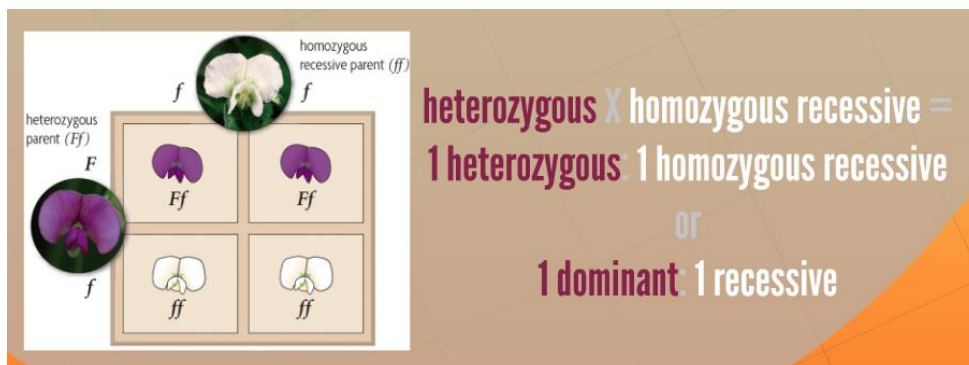 homozygous
recessive parent (ff)
f f
heterozygous
parent (Ff)
F
Ff Ff
f
ff ff
heterozygous X homozygous recessive =
1 heterozygous: 1 homozygous recessive
or
1 dominant: 1 recessive